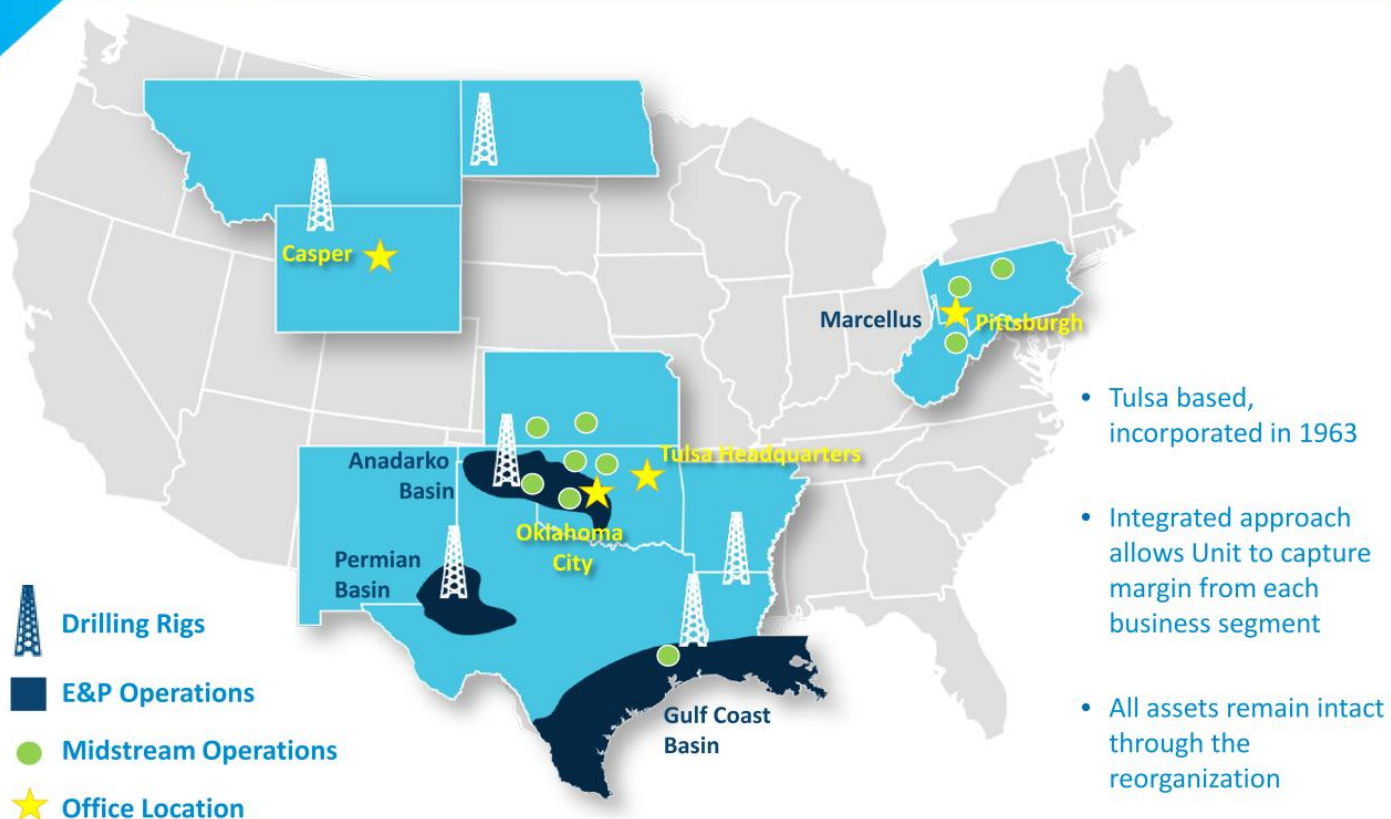 Casper
Marcellus
Pittsburgh
Tulsa Headquarters
Anadarko
Basin
Oklahoma
City
Permian
Basin
Gulf Coast
Basin
Drilling Rigs
E&P Operations
Midstream Operations
Office Location
• Tulsa based,
incorporated in 1963
• Integrated approach
allows Unit to capture
margin from each
business segment
• All assets remain intact
through the
reorganization